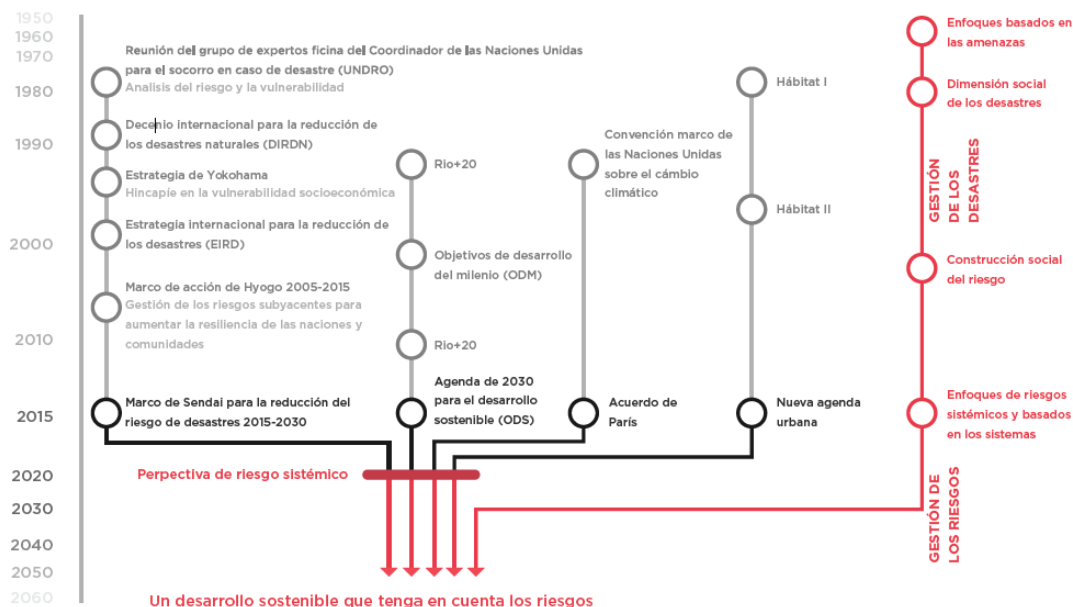 1950
1960
1970
1980
1990
2000
2010
2015
2020
2030
2040
2050
2060
Reunión del grupo de expertos ficina del Coordinador de las Naciones Unidas
para el socorro en caso de desastre (UNDRO)
Analisis del riesgo y la vulnerabilidad
Decenio internacional para la reducción de
los desastres naturales (DIRDN)
Estrategia de Yokohama
Hincapíe en la vulnerabilidad socioeconómica
Estrategia internacional para la reducción de
los desastres (EIRD)
Marco de acción de Hyogo 2005-2015
Gestión de los riesgos subyacentes para
aumentar la resiliencia de las naciones y
comunidades
Marco de Sendai para la reducción del
riesgo de desastres 2015-2030
Rio+20
Objetivos de desarrollo
del milenio (ODM)
Rio+20
Agenda de 2030
para el desarrollo
sostenible (ODS)
Convención marco de
las Naciones Unidas
sobre el cámbio
climático
Acuerdo de
París
Hábitat I
Hábitat II
Nueva agenda
urbana
Enfoques basados en
las amenazas
Dimensión social
de los desastres
GESTIÓN
DE LOS
DESASTRES
Construcción social
del riesgo
Enfoques de riesgos
sistémicos y basados
en los sistemas
GESTIÓN DE
LOS RIESGOS
Perpectiva de riesgo sistémico
Un desarrollo sostenible que tenga en cuenta los riesgos